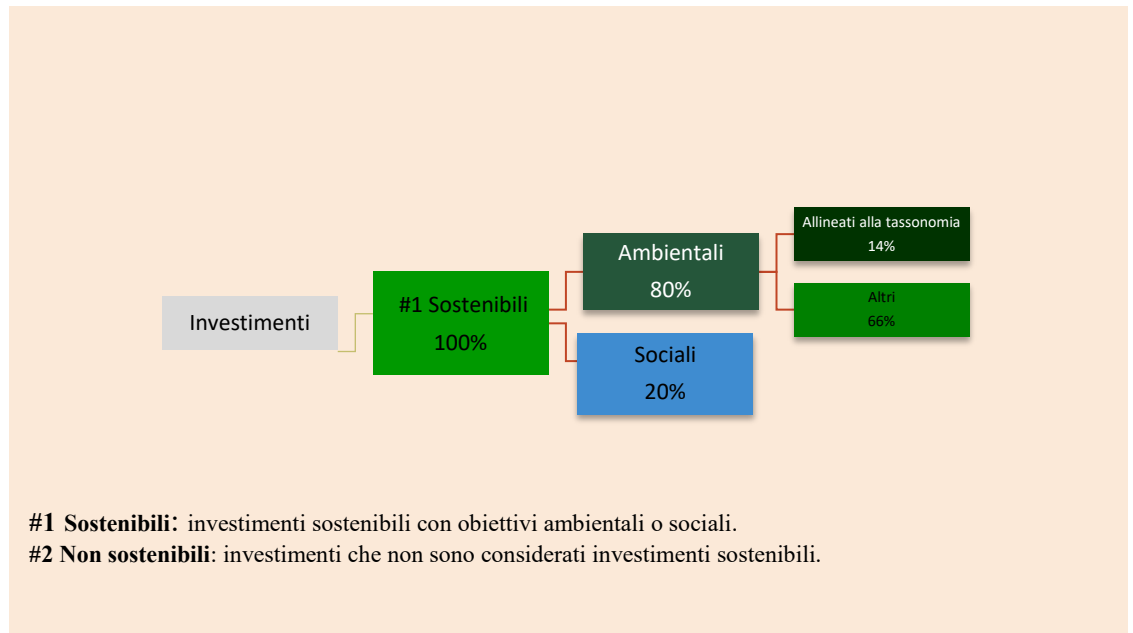 Investimenti
#1 Sostenibili
100%
Ambientali
80%
Sociali
20%
Allineati alla tassonomia
14%
Altri
66%
#1 Sostenibili: investimenti sostenibili con obiettivi ambientali o sociali.
#2 Non sostenibili: investimenti che non sono considerati investimenti sostenibili.